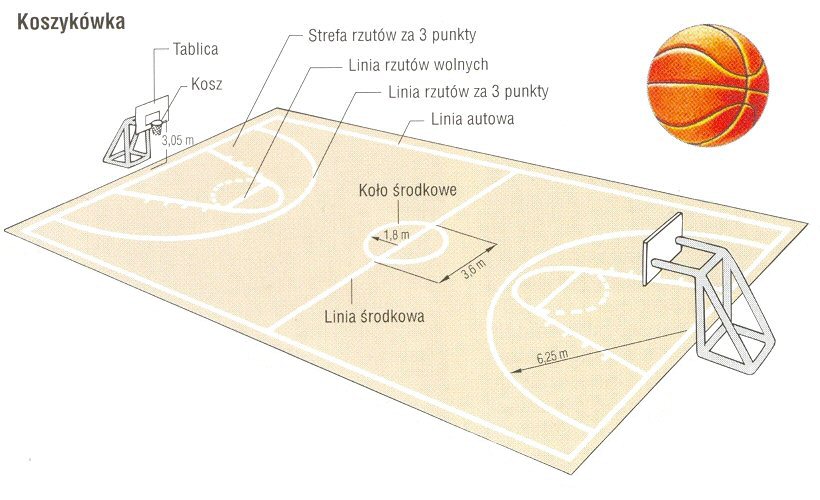 Koszykówka
Strefa rzutów za 3 punkty
Tablica
Linia rzutów wolnych
Kosz
Linia rzutów za 3 punkty
Linia autowa
3,05 m
Koło środkowe
1,8 m
3,6 m
Linia środkowa
6,25 m